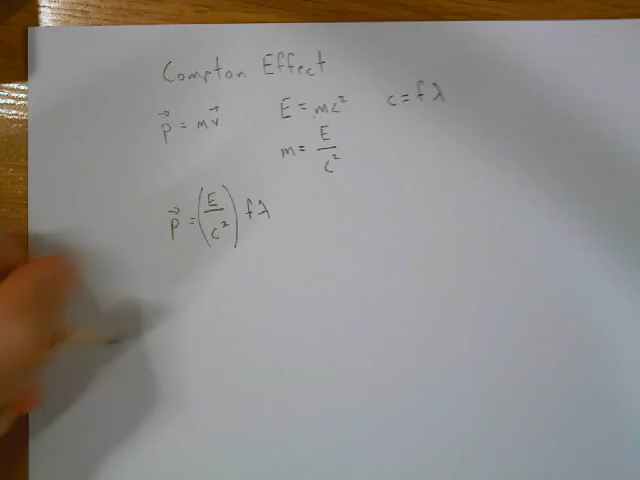 Compton Effect
p⃗ = mv⃗ E = mc² c = fλ
m = E/c²
p⃗ = (E/c²) fλ